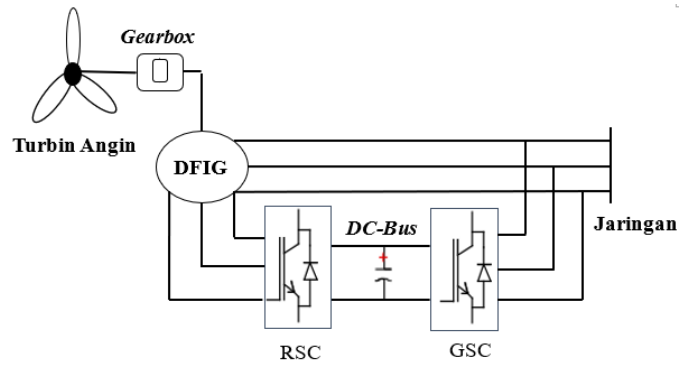 Gearbox
Turbin Angin
DFIG
Jaringan
DC-Bus
RSC
GSC